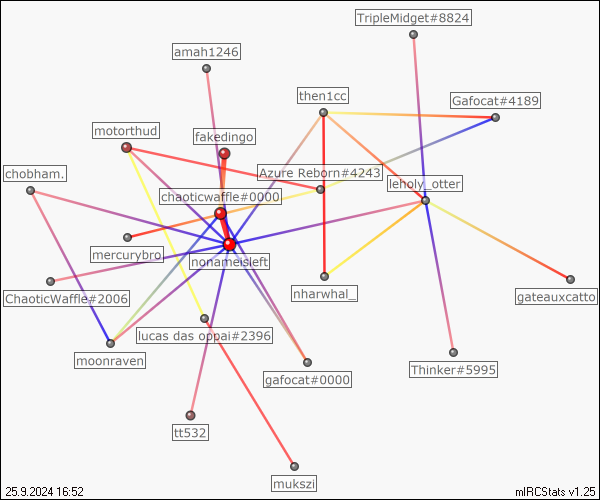 TripleMidget#8824
amah1246
then1cc
Gafocat#4189
motorthud
fakedingo
chobham.
Azure Reborn#4243
leholy_otter
chaoticwaffle#0000
mercurybro
nonameisleft
ChaoticWaffle#2006
nharwhal_
gateauxcatto
lucas das oppai#2396
moonraven
gafocat#0000
Thinker#5995
tt532
mukszi
25.9.2024 16:52
mIRCStats v1.25